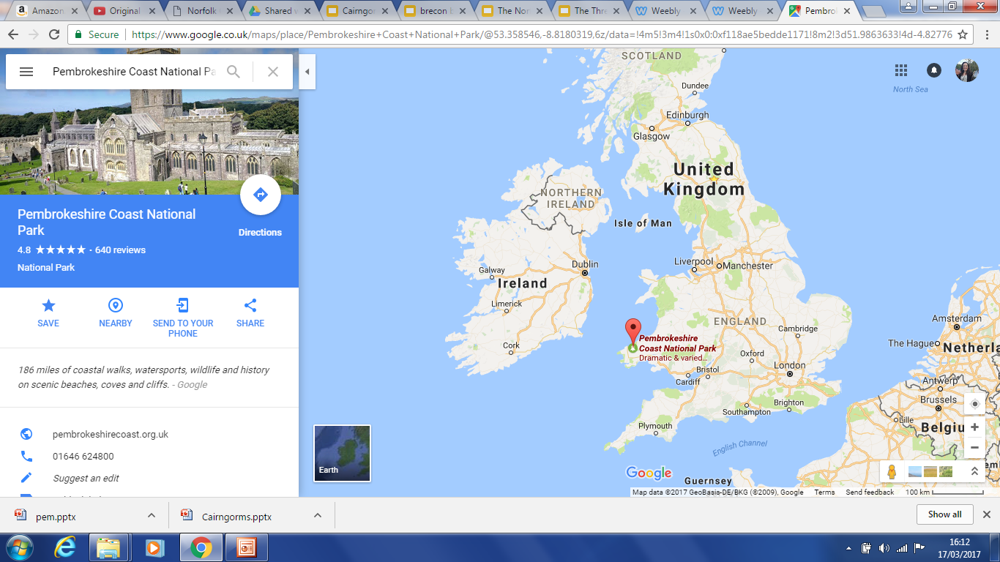 Amazon
Original
Norfolk
Shared
Cairngor
brecon b
The Nor
The Thre
Weebly
Weebly
Pembro
Secure
https://www.google.co.uk/maps/place/Pembrokeshire+Coast+National+Park/@53.358546,-8.8180319,6z/data=!4m5!3m4!1s0x0:0xf118ae5bedde1171!8m2!3d51.9863633!4d-4.82776
Pembrokeshire Coast National Pa
Pembrokeshire Coast National
Park
Directions
4.8 ★★★★★ · 640 reviews
National Park
SAVE
NEARBY
SEND TO YOUR
PHONE
SHARE
186 miles of coastal walks, watersports, wildlife and history
on scenic beaches, coves and cliffs. - Google
pembrokeshirecoast.org.uk
01646 624800
Suggest an edit
SCOTLAND
Dundee
North Sea
Edinburgh
Glasgow
United
Kingdom
NORTHERN
IRELAND
Isle of Man
Dublin
Liverpool
Manchester
Galway
Ireland
Limerick
Cork
ENGLAND
Cambridge
Amsterdam
The Hague
Netherla
Pembrokeshire
Coast National Park
Dramatic & varied...
Oxford
London
Bristol
Cardiff
Antwerp
Brussels
Brighton
Southampton
Lille
Belgiu
Plymouth
English Channel
Earth
Google
Guernsey
Map data ©2017 GeoBasis-DE/BKG (©2009), Google
Terms
Send feedback
100 km
pem.pptx
Cairngorms.pptx
Show all
16:12
17/03/2017